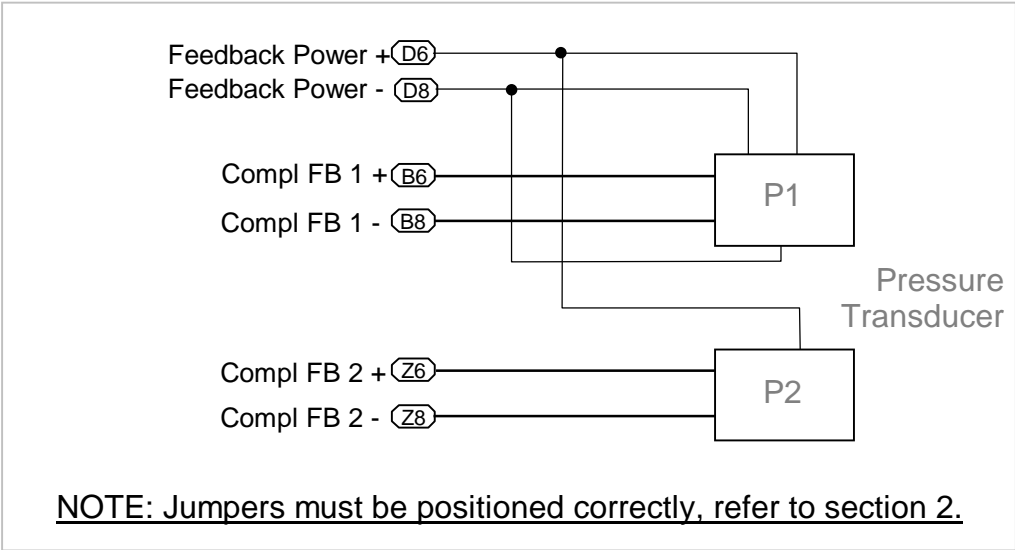 Feedback Power + D6
Feedback Power - D8
Compl FB 1 + B6
Compl FB 1 - B8
P1
Pressure
Transducer
Compl FB 2 + Z6
Compl FB 2 - Z8
P2
NOTE: Jumpers must be positioned correctly, refer to section 2.